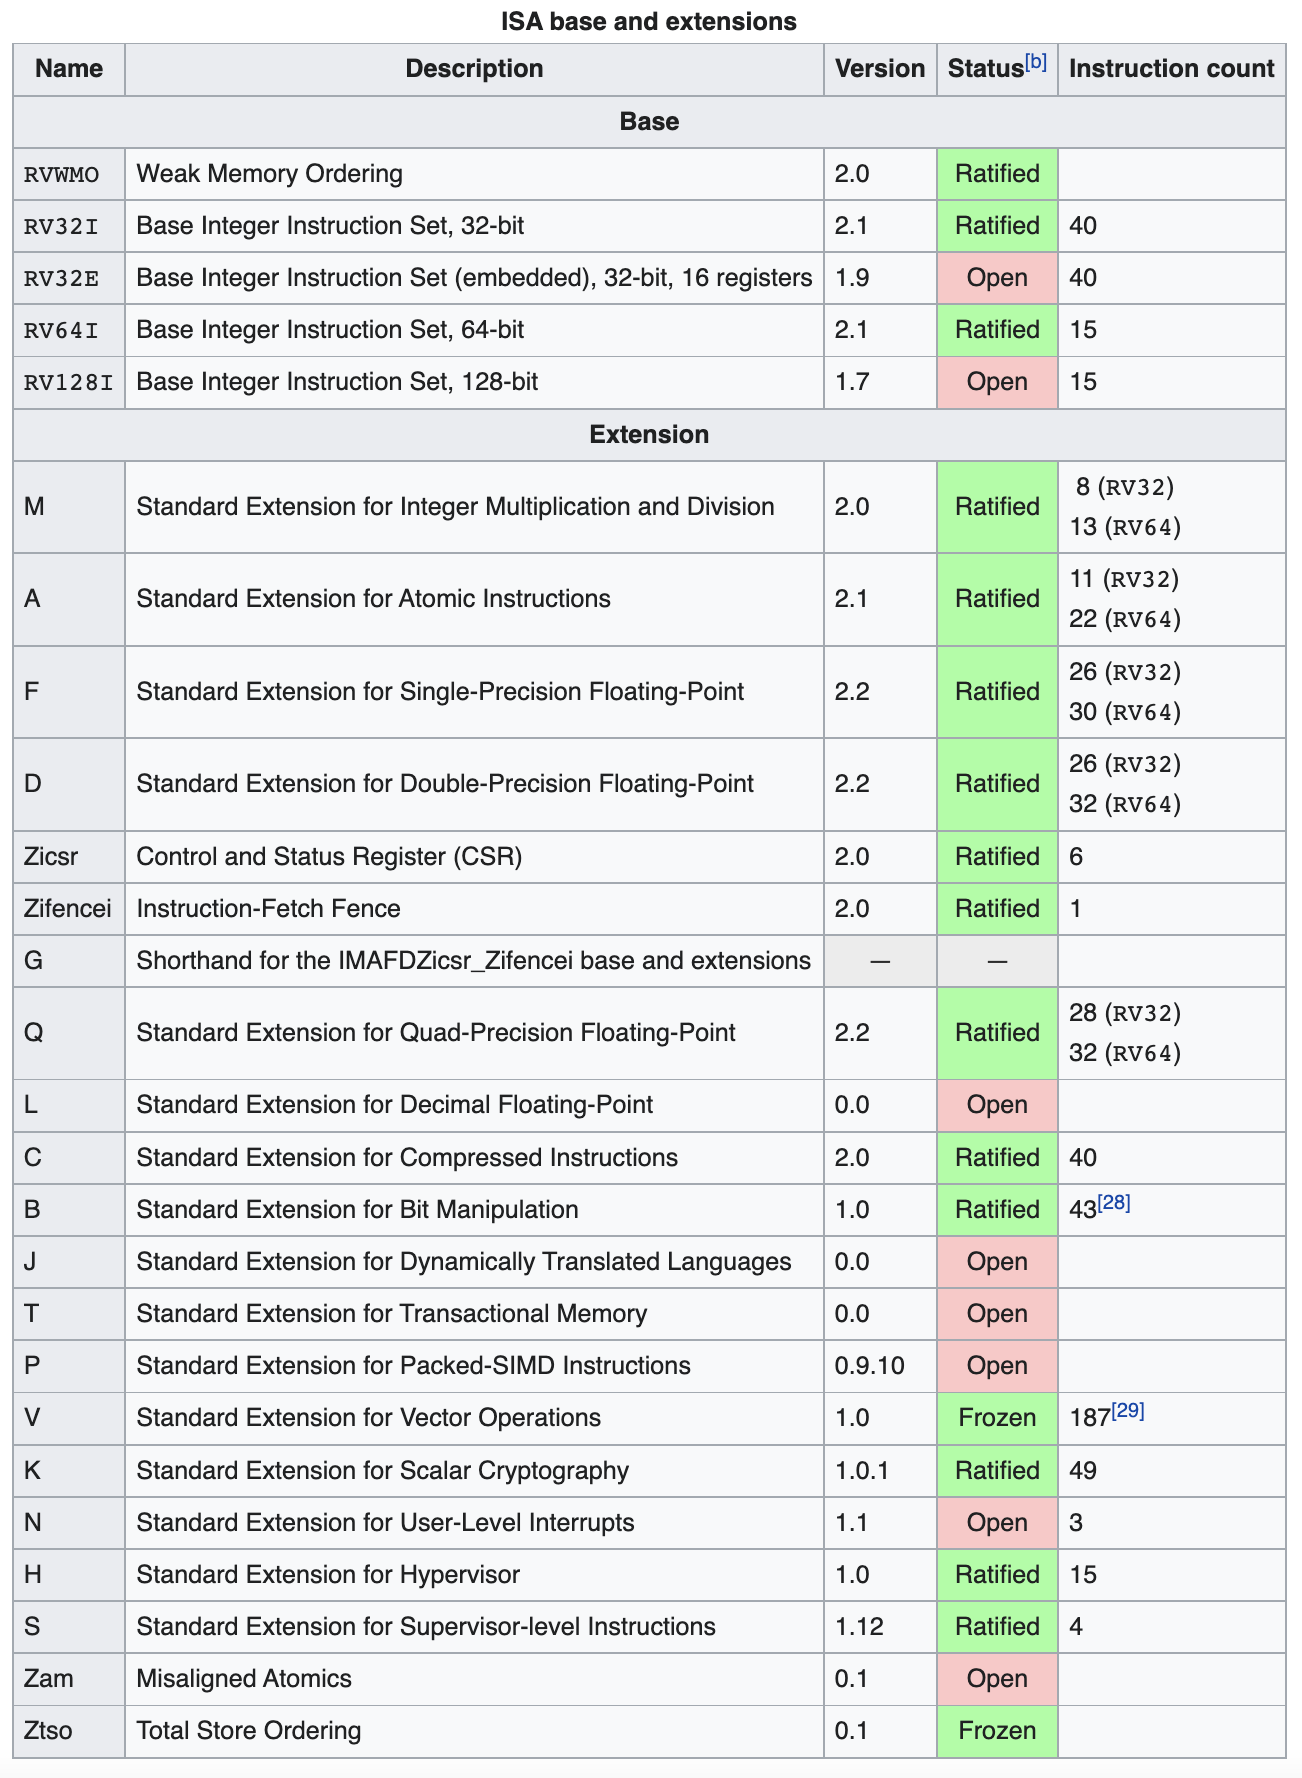 ISA base and extensions
Name Description Version Status[b] Instruction count
Base
RVWMO Weak Memory Ordering 2.0 Ratified
RV32I Base Integer Instruction Set, 32-bit 2.1 Ratified 40
RV32E Base Integer Instruction Set (embedded), 32-bit, 16 registers 1.9 Open 40
RV64I Base Integer Instruction Set, 64-bit 2.1 Ratified 15
RV128I Base Integer Instruction Set, 128-bit 1.7 Open 15
Extension
M Standard Extension for Integer Multiplication and Division 2.0 Ratified 8 (RV32)
13 (RV64)
A Standard Extension for Atomic Instructions 2.1 Ratified 11 (RV32)
22 (RV64)
F Standard Extension for Single-Precision Floating-Point 2.2 Ratified 26 (RV32)
30 (RV64)
D Standard Extension for Double-Precision Floating-Point 2.2 Ratified 26 (RV32)
32 (RV64)
Zicsr Control and Status Register (CSR) 2.0 Ratified 6
Zifencei Instruction-Fetch Fence 2.0 Ratified 1
G Shorthand for the IMAFDZicsr_Zifencei base and extensions — —
Q Standard Extension for Quad-Precision Floating-Point 2.2 Ratified 28 (RV32)
32 (RV64)
L Standard Extension for Decimal Floating-Point 0.0 Open
C Standard Extension for Compressed Instructions 2.0 Ratified 40
B Standard Extension for Bit Manipulation 1.0 Ratified 43[28]
J Standard Extension for Dynamically Translated Languages 0.0 Open
T Standard Extension for Transactional Memory 0.0 Open
P Standard Extension for Packed-SIMD Instructions 0.9.10 Open
V Standard Extension for Vector Operations 1.0 Frozen 187[29]
K Standard Extension for Scalar Cryptography 1.0.1 Ratified 49
N Standard Extension for User-Level Interrupts 1.1 Open 3
H Standard Extension for Hypervisor 1.0 Ratified 15
S Standard Extension for Supervisor-level Instructions 1.12 Ratified 4
Zam Misaligned Atomics 0.1 Open
Ztso Total Store Ordering 0.1 Frozen